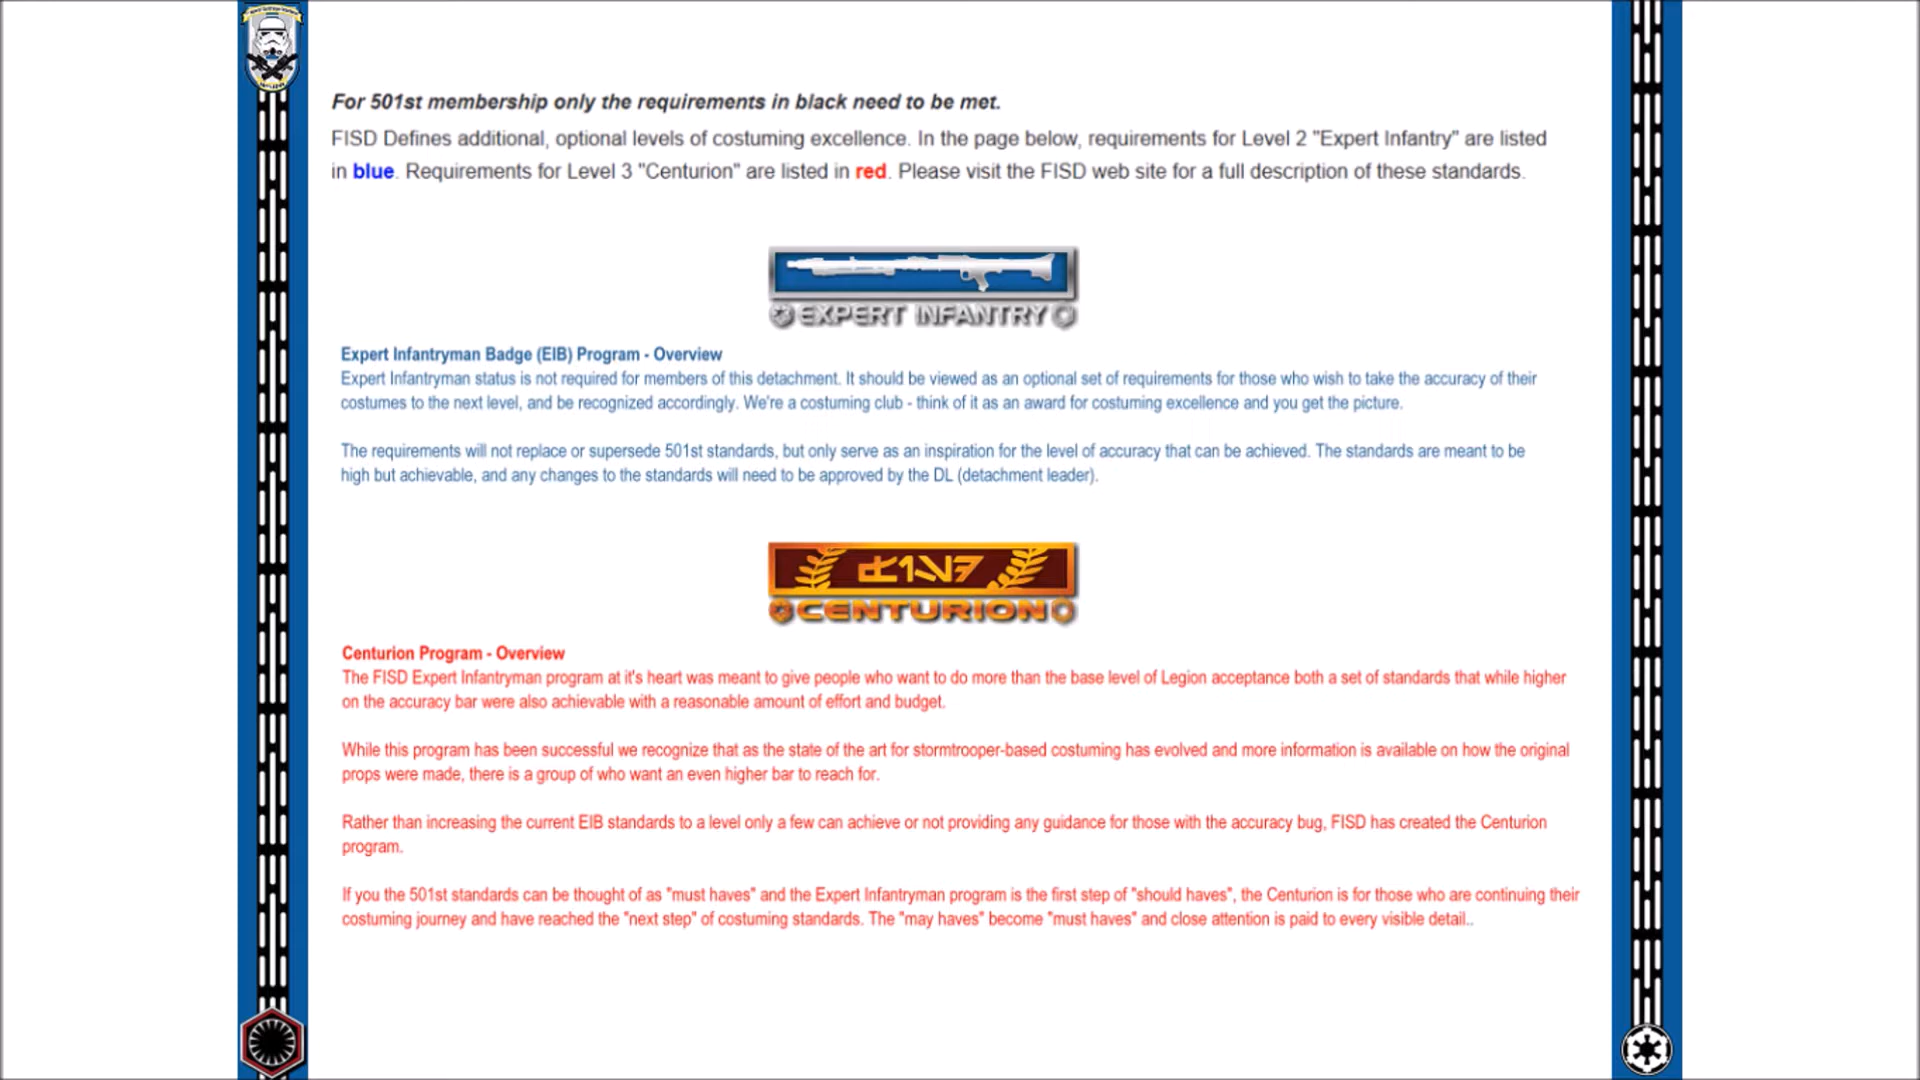 For 501st membership only the requirements in black need to be met.
FISD Defines additional, optional levels of costuming excellence. In the page below, requirements for Level 2 "Expert Infantry" are listed
in blue. Requirements for Level 3 "Centurion" are listed in red. Please visit the FISD web site for a full description of these standards.
EXPERT INFANTRY
Expert Infantryman Badge (EIB) Program - Overview
Expert Infantryman status is not required for members of this detachment. It should be viewed as an optional set of requirements for those who wish to take the accuracy of their
costumes to the next level, and be recognized accordingly. We're a costuming club - think of it as an award for costuming excellence and you get the picture.
The requirements will not replace or supersede 501st standards, but only serve as an inspiration for the level of accuracy that can be achieved. The standards are meant to be
high but achievable, and any changes to the standards will need to be approved by the DL (detachment leader).
CENTURION
Centurion Program - Overview
The FISD Expert Infantryman program at it's heart was meant to give people who want to do more than the base level of Legion acceptance both a set of standards that while higher
on the accuracy bar were also achievable with a reasonable amount of effort and budget.
While this program has been successful we recognize that as the state of the art for stormtrooper-based costuming has evolved and more information is available on how the original
props were made, there is a group of who want an even higher bar to reach for.
Rather than increasing the current EIB standards to a level only a few can achieve or not providing any guidance for those with the accuracy bug, FISD has created the Centurion
program.
If you the 501st standards can be thought of as "must haves" and the Expert Infantryman program is the first step of "should haves", the Centurion is for those who are continuing their
costuming journey and have reached the "next step" of costuming standards. The "may haves" become "must haves" and close attention is paid to every visible detail..